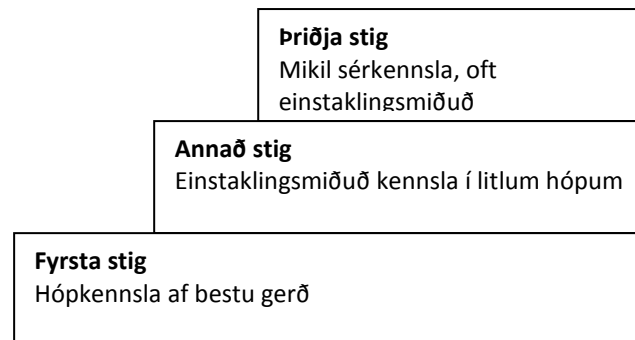 Þriðja stig
Mikil sérkennsla, oft
einstaklingsmiðuð
Annað stig
Einstaklingsmiðuð kennsla í litlum hópum
Fyrsta stig
Hópkennsla af bestu gerð